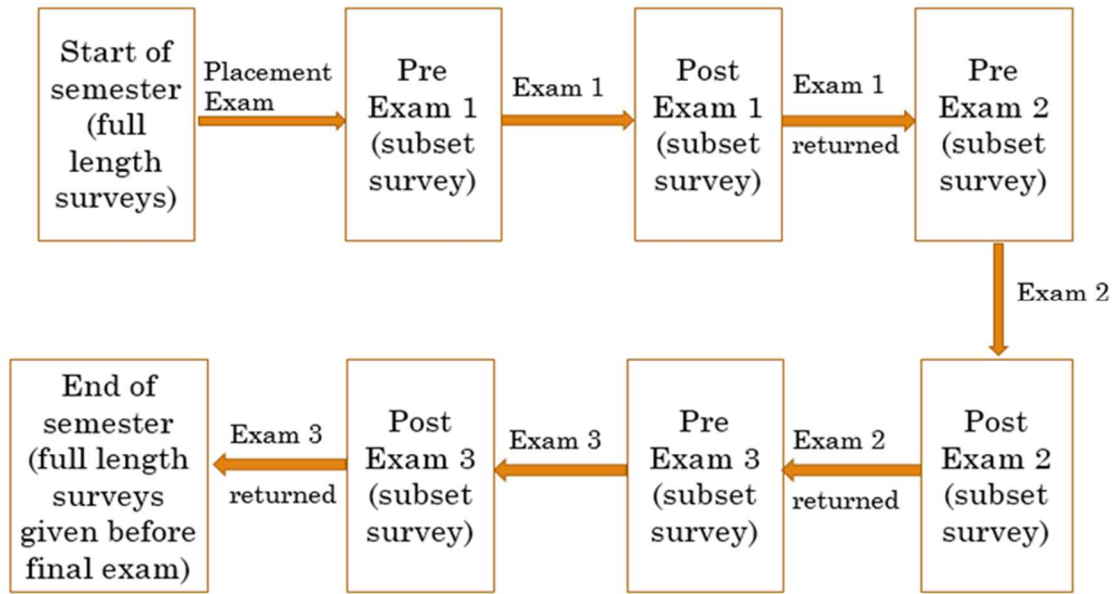 Start of
semester
(full
length
surveys)
Placement
Exam
Pre
Exam 1
(subset
survey)
Exam 1
Post
Exam 1
(subset
survey)
Exam 1
returned
Pre
Exam 2
(subset
survey)
Exam 2
Post
Exam 2
(subset
survey)
Exam 2
returned
Pre
Exam 3
(subset
survey)
Exam 3
Post
Exam 3
(subset
survey)
Exam 3
returned
End of
semester
(full length
surveys
given before
final exam)